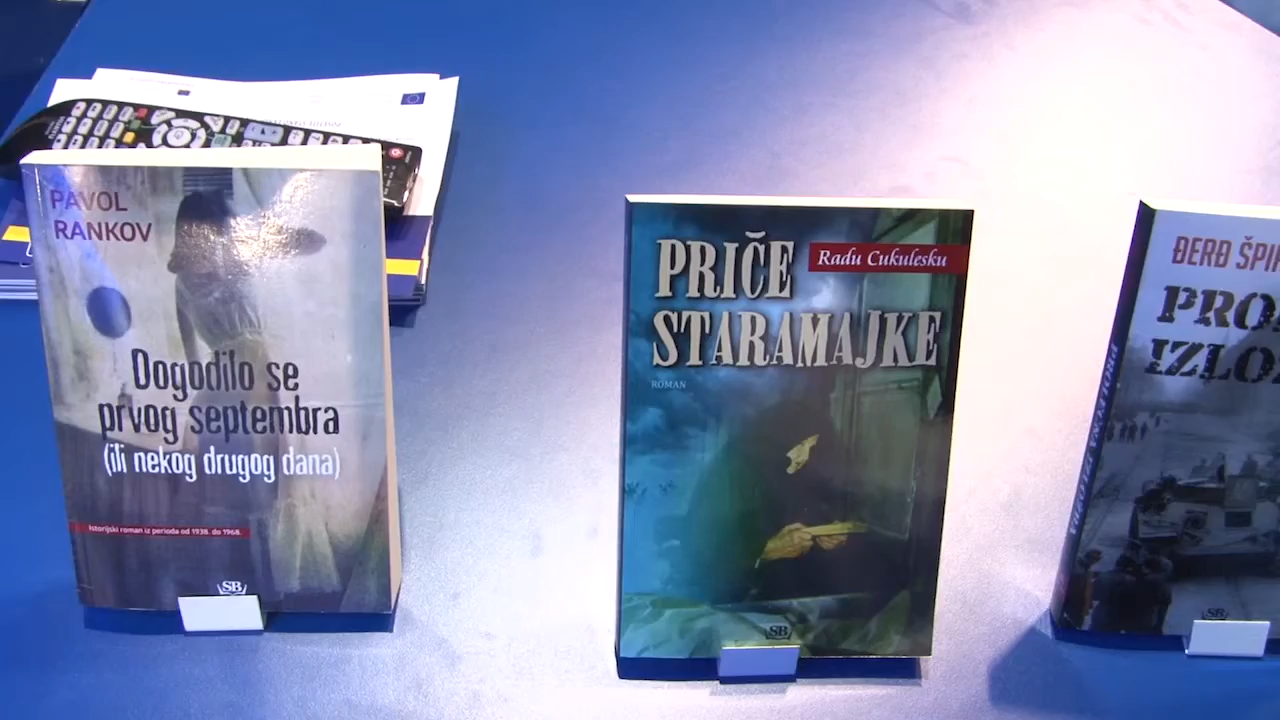 PAVOL
RANKOV
Dogodilo se
prvog septembra
(ili nekog drugog dana)
Istorijski roman iz perioda od 1938. do 1968.
SB
PRIČE
Radu Cukulesku
STARAMAJKE
ROMAN
SB
ĐERĐ ŠPI
PRO
IZLO
SB